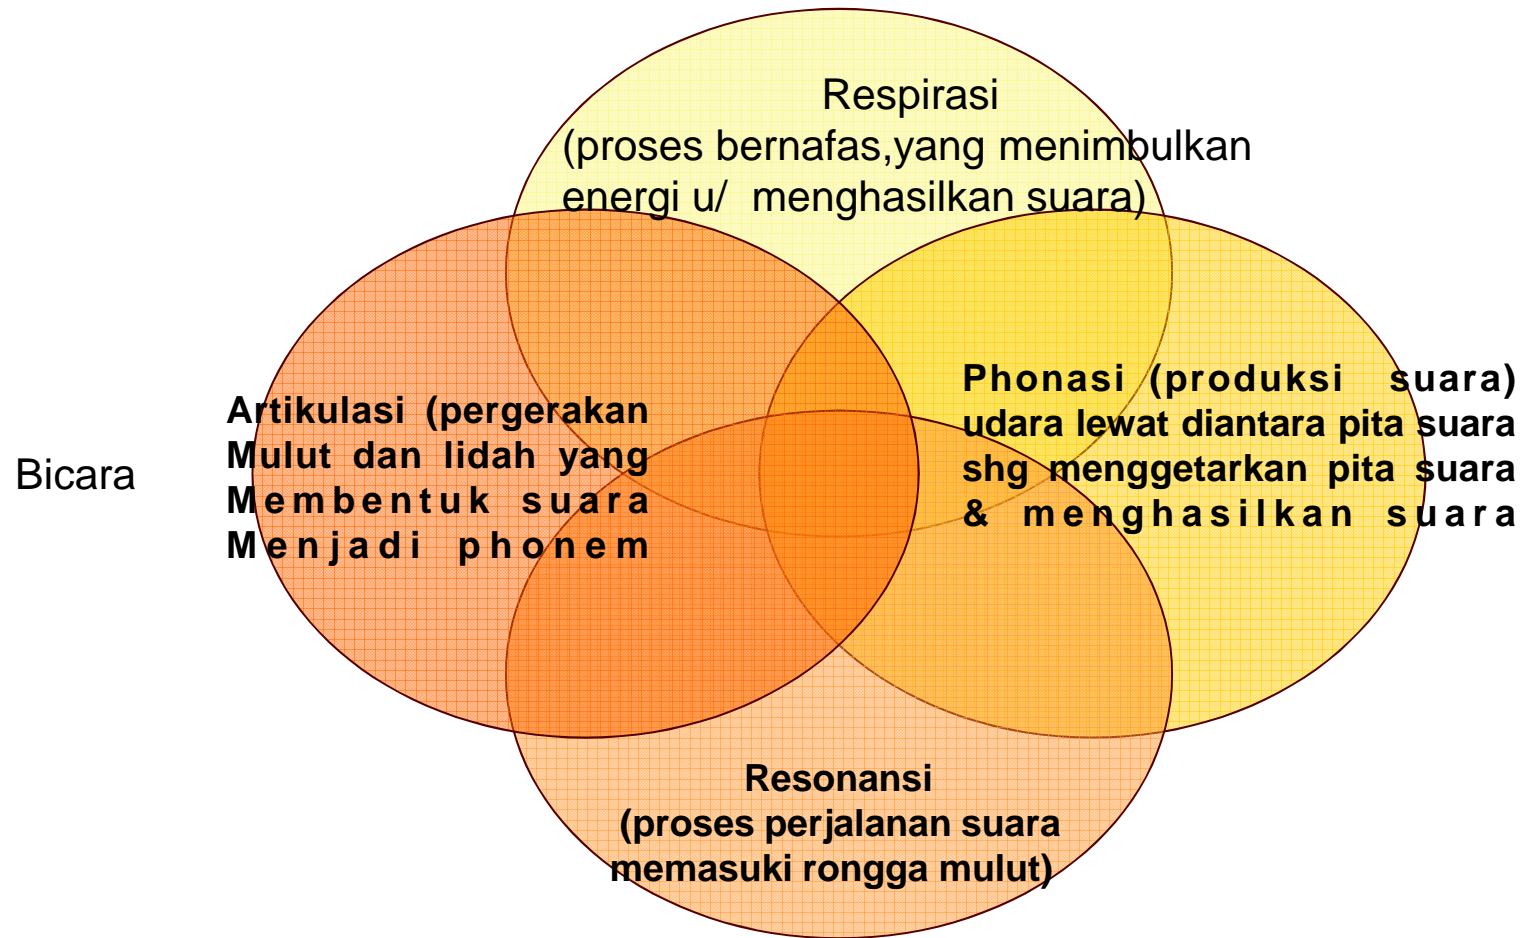 Respirasi
(proses bernafas,yang menimbulkan
energi u/ menghasilkan suara)
Bicara
Artikulasi (pergerakan
Mulut dan lidah yang
Membentuk suara
Menjadi phonem
Phonasi (produksi suara)
udara lewat diantara pita suara
shg menggetarkan pita suara
& menghasilkan suara
Resonansi
(proses perjalanan suara
memasuki rongga mulut)